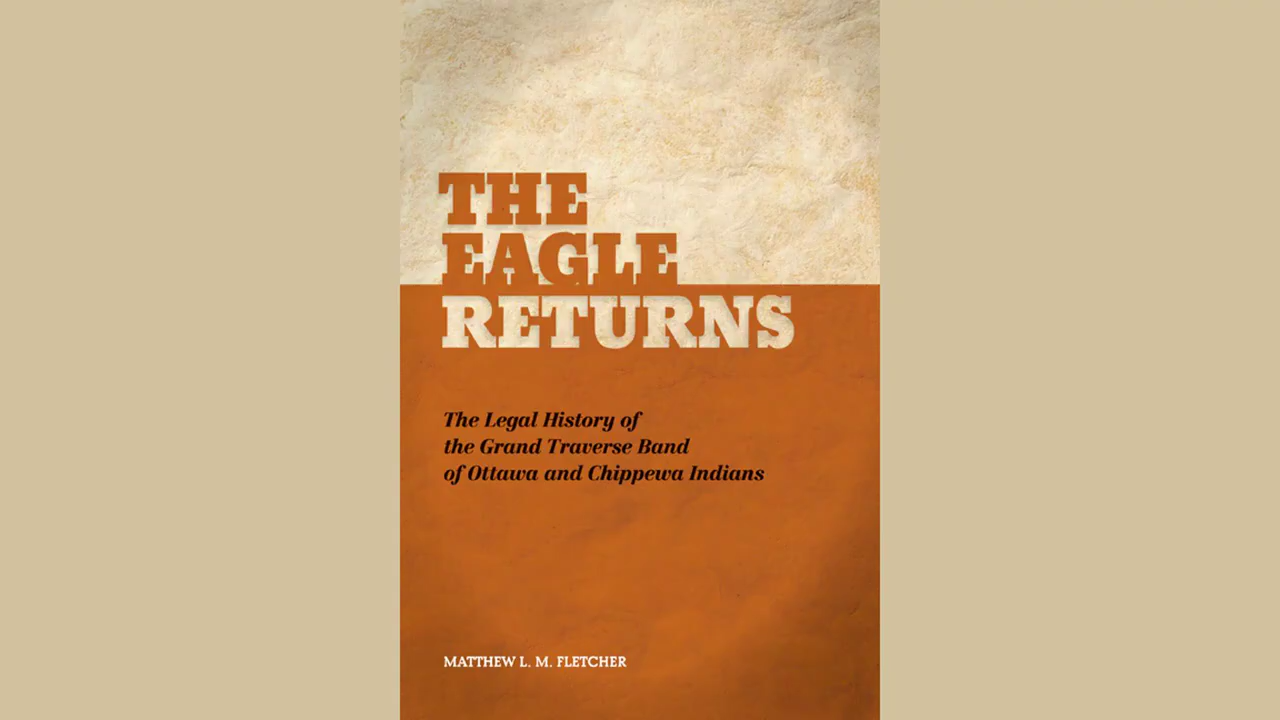 THE
EAGLE
RETURNS
The Legal History of
the Grand Traverse Band
of Ottawa and Chippewa Indians
MATTHEW L. M. FLETCHER